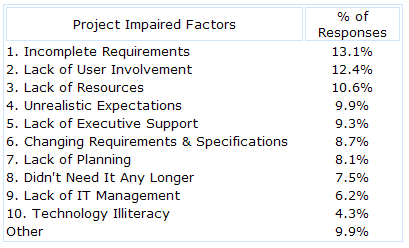 Project Impaired Factors % of Responses
1. Incomplete Requirements 13.1%
2. Lack of User Involvement 12.4%
3. Lack of Resources 10.6%
4. Unrealistic Expectations 9.9%
5. Lack of Executive Support 9.3%
6. Changing Requirements & Specifications 8.7%
7. Lack of Planning 8.1%
8. Didn't Need It Any Longer 7.5%
9. Lack of IT Management 6.2%
10. Technology Illiteracy 4.3%
Other 9.9%